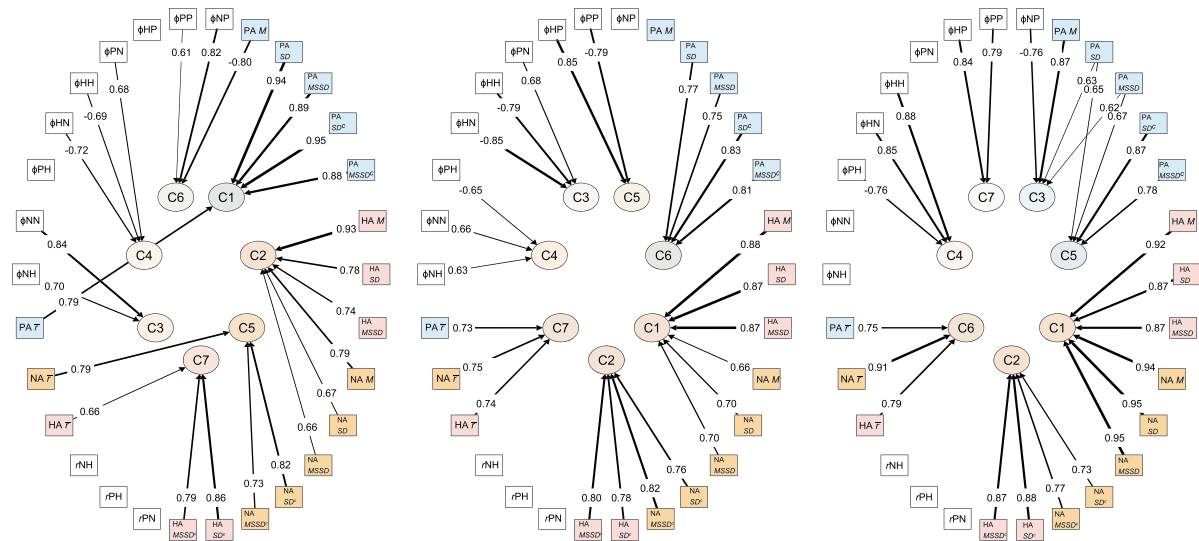 ϕPP
ϕNP
PA M
ϕHP
PA
SD
ϕPN
PA
MSSD
ϕHH
PA
SDᶜ
ϕHN
PA
MSSDᶜ
ϕPH
HA M
ϕNN
HA
SD
ϕNH
HA
MSSD
PA 𝑇
NA M
NA 𝑇
NA
SD
HA 𝑇
NA
MSSD
rNH
NA
SDᶜ
rPH
NA
MSSDᶜ
rPN
HA
SDᶜ
HA
MSSDᶜ
0.61
0.82
-0.80
0.94
0.89
0.95
0.88
0.68
-0.69
-0.72
0.84
0.70
0.79
0.79
0.66
0.93
0.78
0.74
0.79
0.67
0.66
0.82
0.73
0.86
0.79
C6
C1
C4
C2
C3
C5
C7
ϕPP
ϕNP
PA M
ϕHP
PA
SD
ϕPN
PA
MSSD
ϕHH
PA
SDᶜ
ϕHN
PA
MSSDᶜ
ϕPH
HA M
ϕNN
HA
SD
ϕNH
HA
MSSD
PA 𝑇
NA M
NA 𝑇
NA
SD
HA 𝑇
NA
MSSD
rNH
NA
SDᶜ
rPH
NA
MSSDᶜ
rPN
HA
SDᶜ
HA
MSSDᶜ
-0.79
0.85
0.68
-0.79
-0.85
-0.65
0.66
0.63
0.73
0.75
0.74
0.77
0.75
0.83
0.81
0.88
0.87
0.87
0.66
0.70
0.70
0.76
0.82
0.78
0.80
C3
C5
C4
C6
C7
C1
C2
ϕPP
ϕNP
PA M
ϕHP
PA
SD
ϕPN
PA
MSSD
ϕHH
PA
SDᶜ
ϕHN
PA
MSSDᶜ
ϕPH
HA M
ϕNN
HA
SD
ϕNH
HA
MSSD
PA 𝑇
NA M
NA 𝑇
NA
SD
HA 𝑇
NA
MSSD
rNH
NA
SDᶜ
rPH
NA
MSSDᶜ
rPN
HA
SDᶜ
HA
MSSDᶜ
0.84
0.79
-0.76
0.87
0.63
0.65
0.62
0.67
0.87
0.78
0.88
0.85
-0.76
0.75
0.91
0.79
0.92
0.87
0.87
0.94
0.95
0.95
0.73
0.77
0.88
0.87
C7
C3
C4
C5
C6
C1
C2